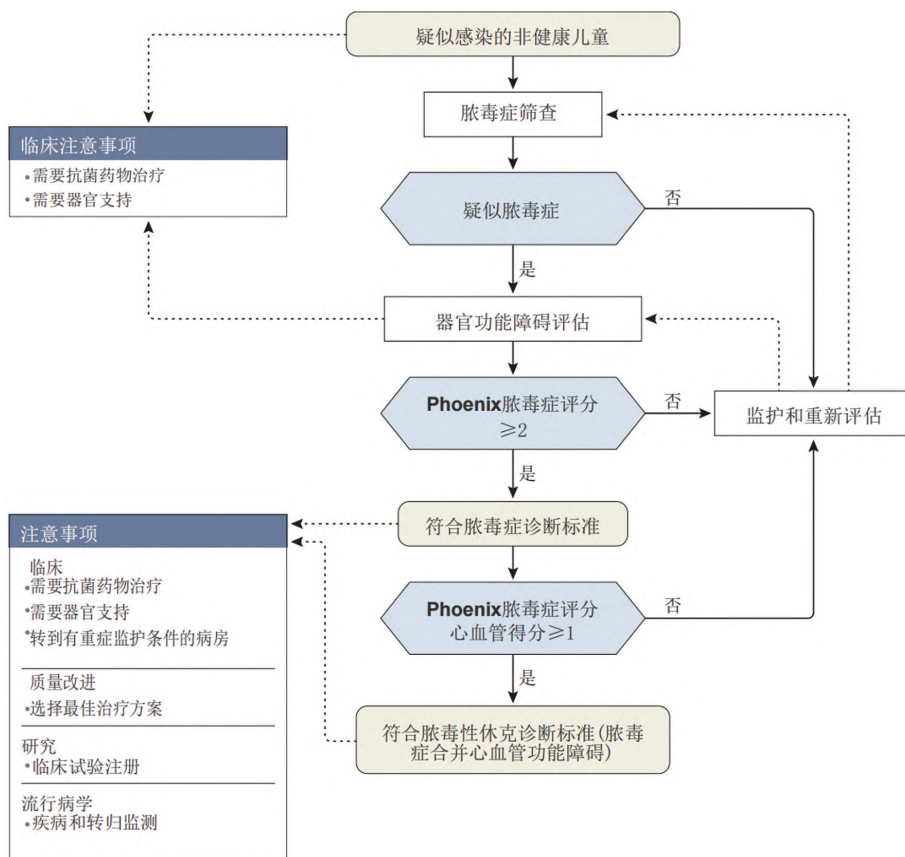 疑似感染的非健康儿童
脓毒症筛查
临床注意事项
•需要抗菌药物治疗
•需要器官支持
疑似脓毒症
否
是
器官功能障碍评估
Phoenix脓毒症评分
≥2
否
监护和重新评估
是
符合脓毒症诊断标准
注意事项
临床
•需要抗菌药物治疗
•需要器官支持
•转到有重症监护条件的病房
质量改进
•选择最佳治疗方案
研究
•临床试验注册
流行病学
•疾病和转归监测
Phoenix脓毒症评分
心血管得分≥1
否
是
符合脓毒性休克诊断标准(脓毒
症合并心血管功能障碍)